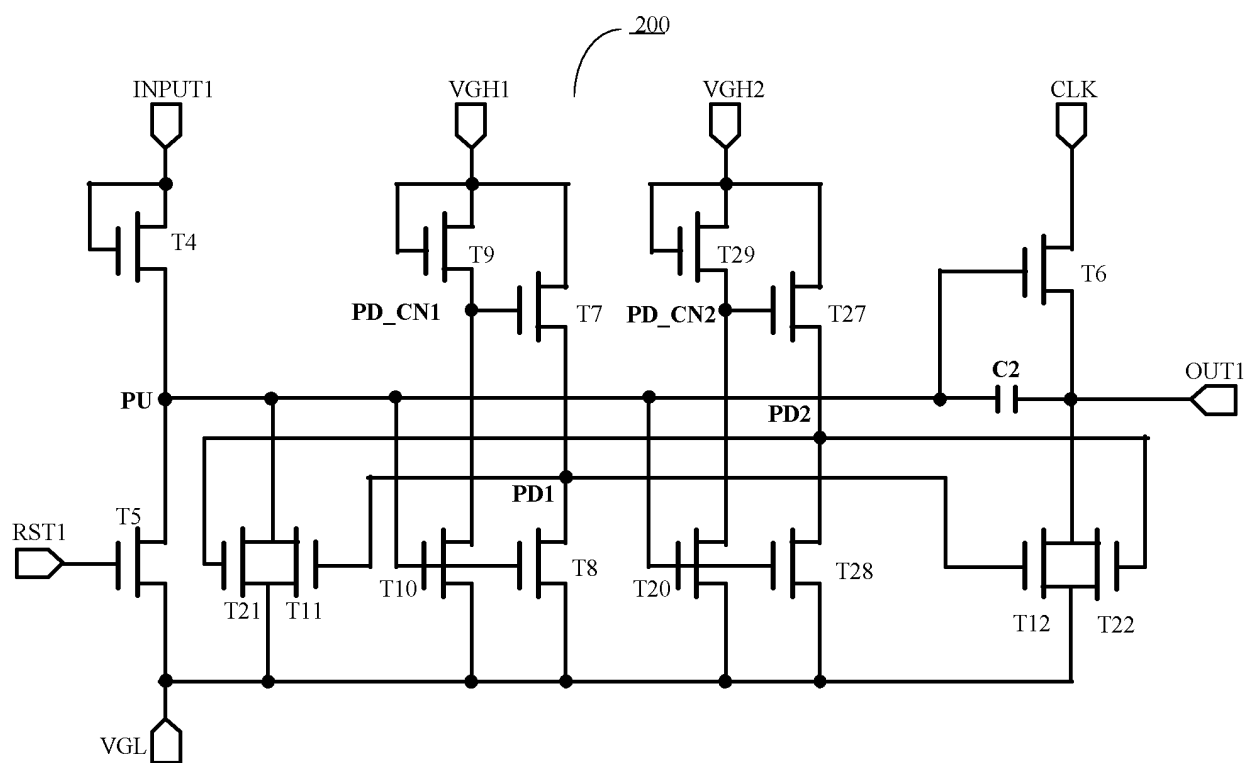 200
INPUT1
VGH1
VGH2
CLK
T4
T9
T29
T6
PD_CN1
T7
PD_CN2
T27
C2
OUT1
PU
PD2
PD1
T5
RST1
T10
T8
T20
T28
T21
T11
T12
T22
VGL